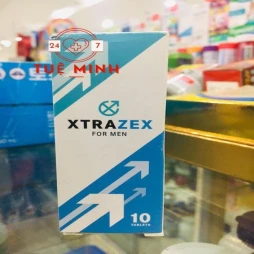 24 7
TUỆ MINH
XTRAZEX
FOR MEN
10
TABLETS